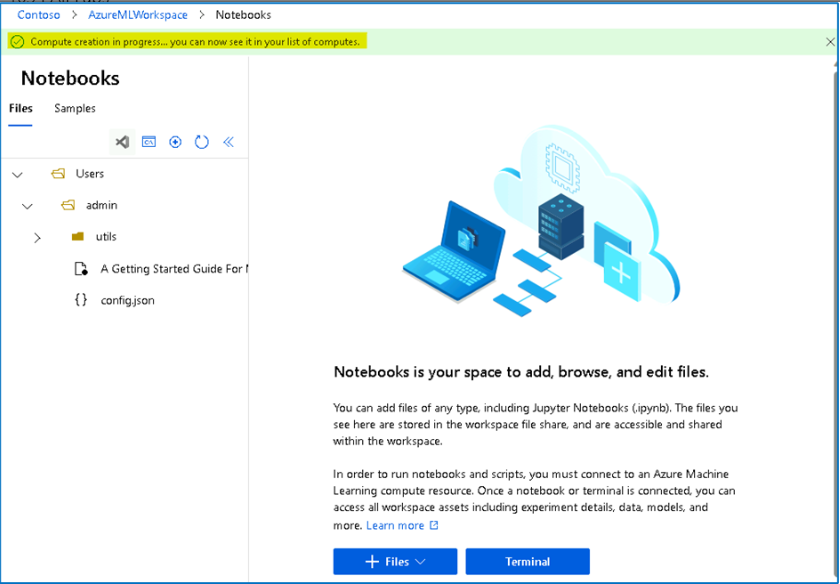 Contoso > AzureMLWorkspace > Notebooks
Compute creation in progress... you can now see it in your list of computes.
Notebooks
Files Samples
Users
admin
utils
A Getting Started Guide For
{} config.json
Notebooks is your space to add, browse, and edit files.
You can add files of any type, including Jupyter Notebooks (.ipynb). The files you
see here are stored in the workspace file share, and are accessible and shared
within the workspace.
In order to run notebooks and scripts, you must connect to an Azure Machine
Learning compute resource. Once a notebook or terminal is connected, you can
access all workspace assets including experiment details, data, models, and
more. Learn more
+ Files
Terminal